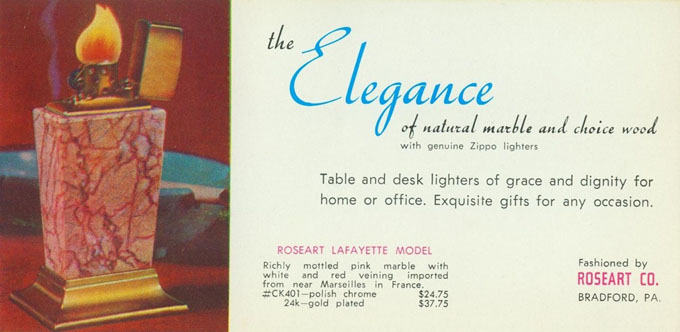 the
Elegance
of natural marble and choice wood
with genuine Zippo lighters
Table and desk lighters of grace and dignity for
home or office. Exquisite gifts for any occasion.
ROSEART LAFAYETTE MODEL
Richly mottled pink marble with
white and red veining imported
from near Marseilles in France.
#CK401—polish chrome $24.75
24k—gold plated $37.75
Fashioned by
ROSEART CO.
BRADFORD, PA.